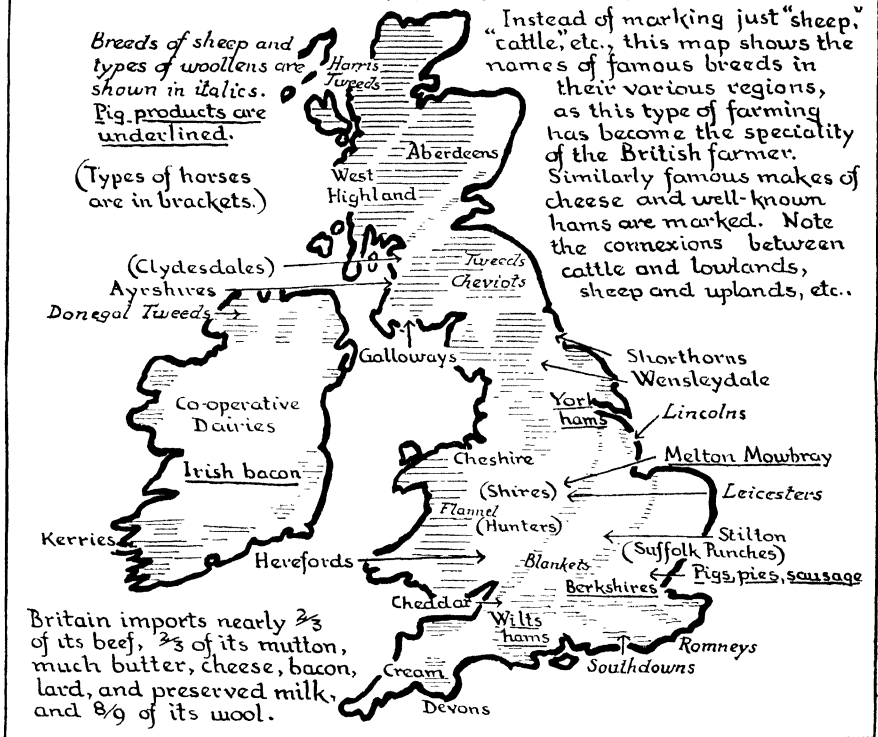 Breeds of sheep and
types of woollens are
shown in italics.
Pig products are
underlined.
(Types of horses
are in brackets.)
Instead of marking just "sheep,"
"cattle," etc., this map shows the
names of famous breeds in
their various regions,
as this type of farming
has become the speciality
of the British farmer.
Similarly famous makes of
cheese and well-known
hams are marked. Note
the connexions between
cattle and lowlands,
sheep and uplands, etc..
Harris
Tweeds
Aberdeens
West
Highland
(Clydesdales)
Ayrshires
Donegal Tweeds
Tweeds
Cheviots
Galloways
Shorthorns
Wensleydale
York
hams
Lincolns
Co-operative
Dairies
Irish bacon
Cheshire
Melton Mowbray
(Shires)
Leicesters
Flannel
(Hunters)
Kerries
Stilton
(Suffolk Punches)
Herefords
Blankets
Pigs, pies, sausage
Berkshires
Cheddar
Wilts
hams
Romneys
Southdowns
Cream
Devons
Britain imports nearly 2/3
of its beef, 2/3 of its mutton,
much butter, cheese, bacon,
lard, and preserved milk,
and 8/9 of its wool.